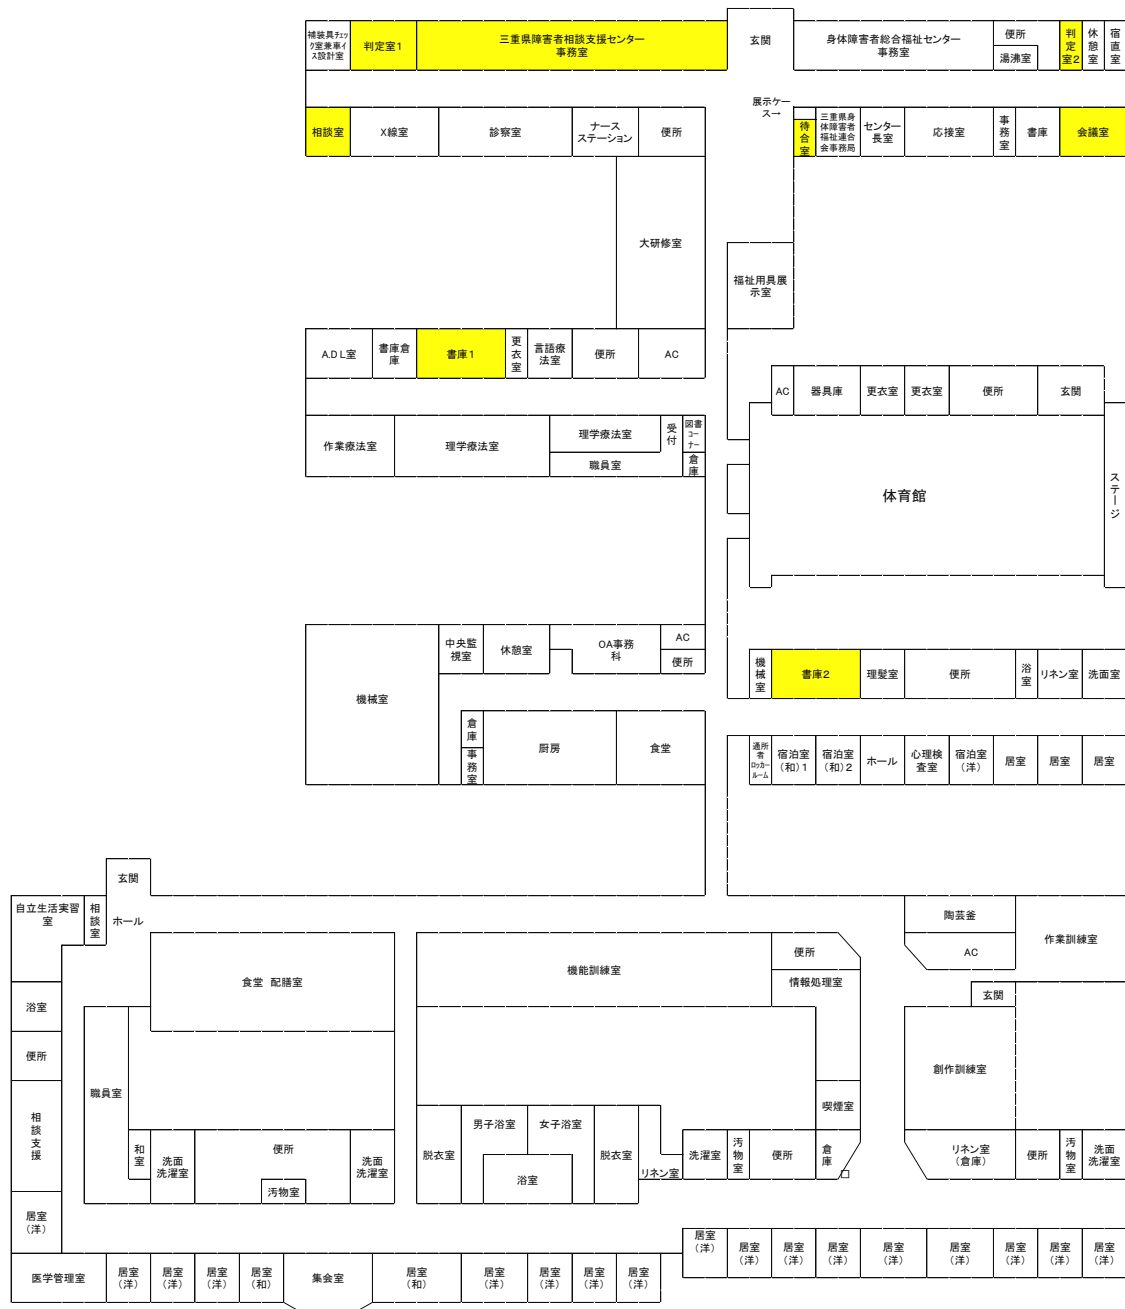 補装具チェッ
ク室兼車イ
ス設計室
判定室1
三重県障害者相談支援センター
事務室
玄関
身体障害者総合福祉センター
事務室
便所
湯沸室
判定室2
休憩室
宿直室
相談室
X線室
診察室
ナース
ステーション
便所
展示ケー
ス→
待合室
三重県身
体障害者
福祉連合
会事務局
センター
長室
応接室
事務室
書庫
会議室
大研修室
福祉用具展
示室
A.D L室
書庫倉
庫
書庫1
更衣室
言語療
法室
便所
AC
AC
器具庫
更衣室
更衣室
便所
玄関
作業療法室
理学療法室
理学療法室
職員室
受付
図書
コー
ナー
倉庫
体育館
ステージ
機械室
中央監
視室
休憩室
OA事務
科
AC
便所
機械室
書庫2
理髪室
便所
浴室
リネン室
洗面室
倉庫
事務室
厨房
食堂
通所
者
ロッカー
ルーム
宿泊室
(和)1
宿泊室
(和)2
ホール
心理検
査室
宿泊室
(洋)
居室
居室
居室
玄関
自立生活実習
室
相談室
ホール
陶芸釜
AC
作業訓練室
食堂 配膳室
機能訓練室
便所
情報処理室
玄関
浴室
便所
職員室
創作訓練室
喫煙室
相談支援
和室
洗面
洗濯室
便所
汚物室
洗面
洗濯室
脱衣室
男子浴室
女子浴室
浴室
脱衣室
リネン室
洗濯室
汚物室
便所
倉庫
リネン室
(倉庫)
便所
汚物室
洗面
洗濯室
居室
(洋)
居室
(洋)
居室
(洋)
居室
(洋)
居室
(洋)
居室
(洋)
居室
(洋)
居室
(洋)
居室
(洋)
居室
(洋)
医学管理室
居室
(洋)
居室
(洋)
居室
(洋)
居室
(和)
集会室
居室
(和)
居室
(洋)
居室
(洋)
居室
(洋)
居室
(洋)